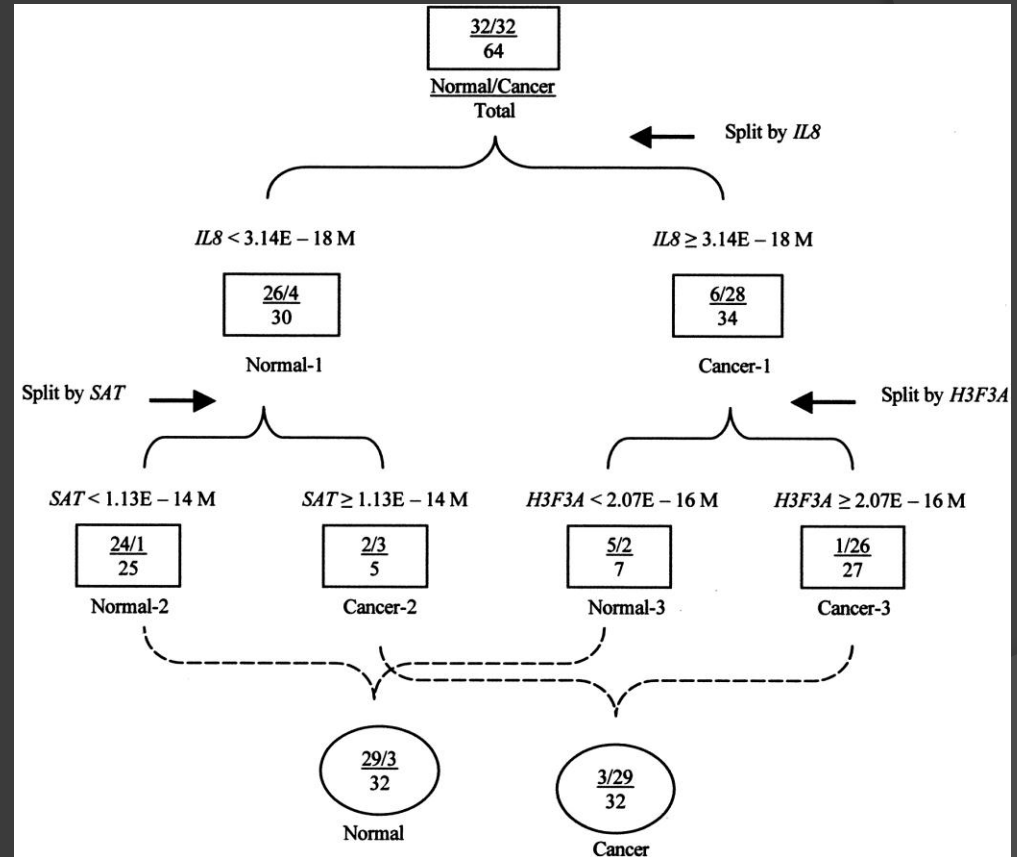 32/32
64
Normal/Cancer
Total
Split by IL8
IL8 < 3.14E – 18 M
IL8 ≥ 3.14E – 18 M
26/4
30
6/28
34
Normal-1
Cancer-1
Split by SAT
Split by H3F3A
SAT < 1.13E – 14 M
SAT ≥ 1.13E – 14 M
H3F3A < 2.07E – 16 M
H3F3A ≥ 2.07E – 16 M
24/1
25
2/3
5
5/2
7
1/26
27
Normal-2
Cancer-2
Normal-3
Cancer-3
29/3
32
3/29
32
Normal
Cancer